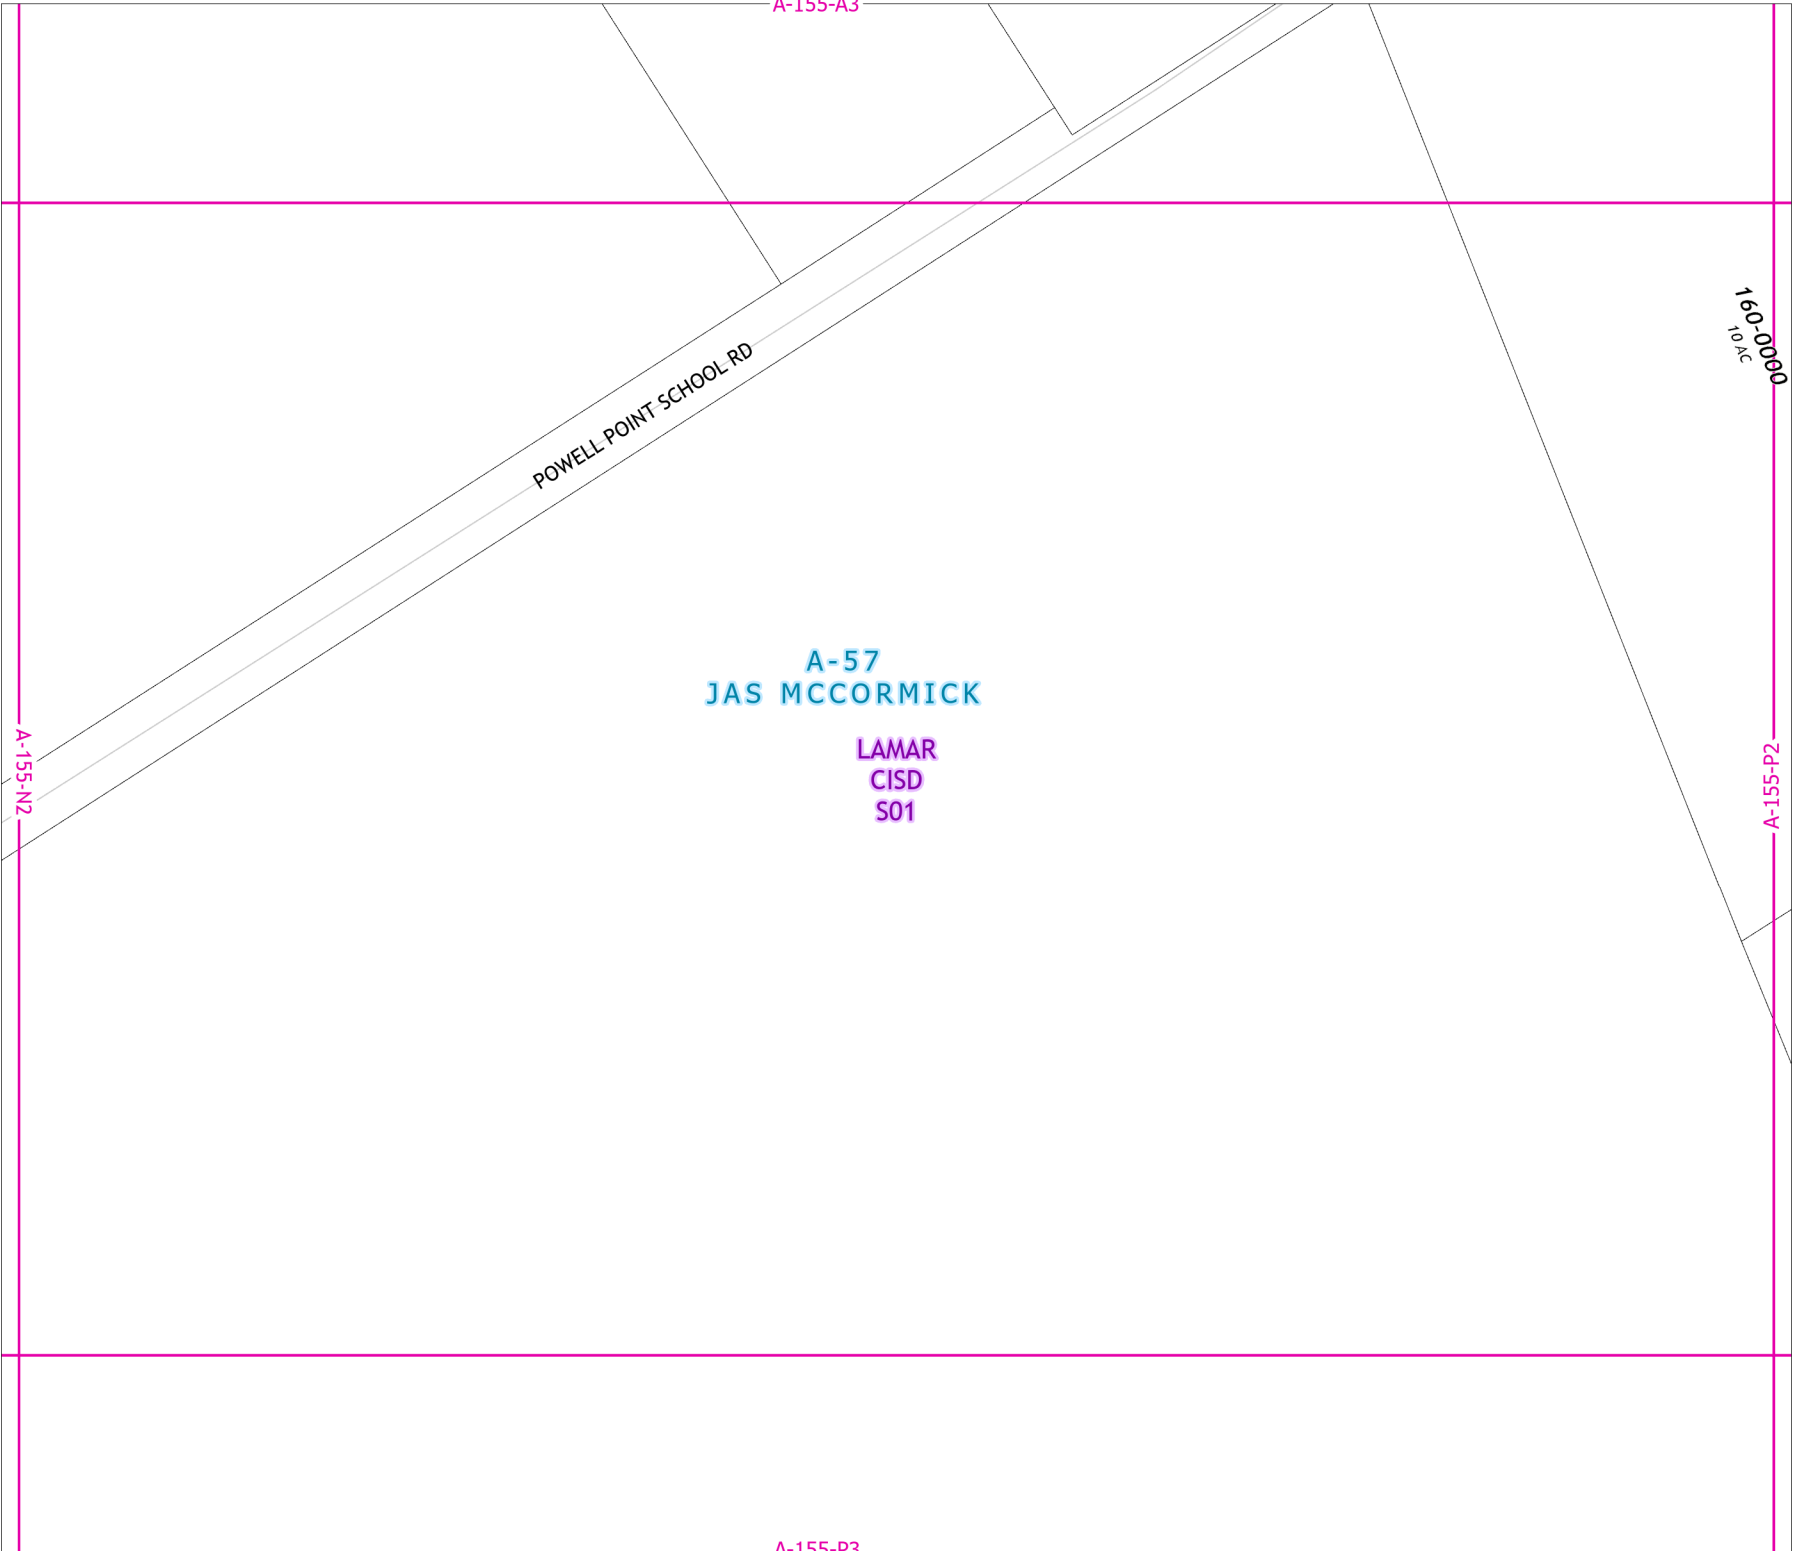 A-155-A3
160-0000
10 AC
POWELL POINT SCHOOL RD
A-57
JAS MCCORMICK
LAMAR
CISD
S01
A-155-N2
A-155-P2
A-155-P3